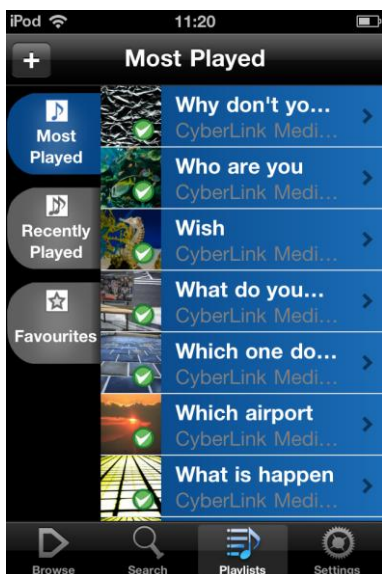 iPod 11:20
+ Most Played
Most
Played
Recently
Played
Favourites
Why don't yo...
CyberLink Medi...
Who are you
CyberLink Medi...
Wish
CyberLink Medi...
What do you...
CyberLink Medi...
Which one do...
CyberLink Medi...
Which airport
CyberLink Medi...
What is happen
CyberLink Medi...
Browse Search Playlists Settings